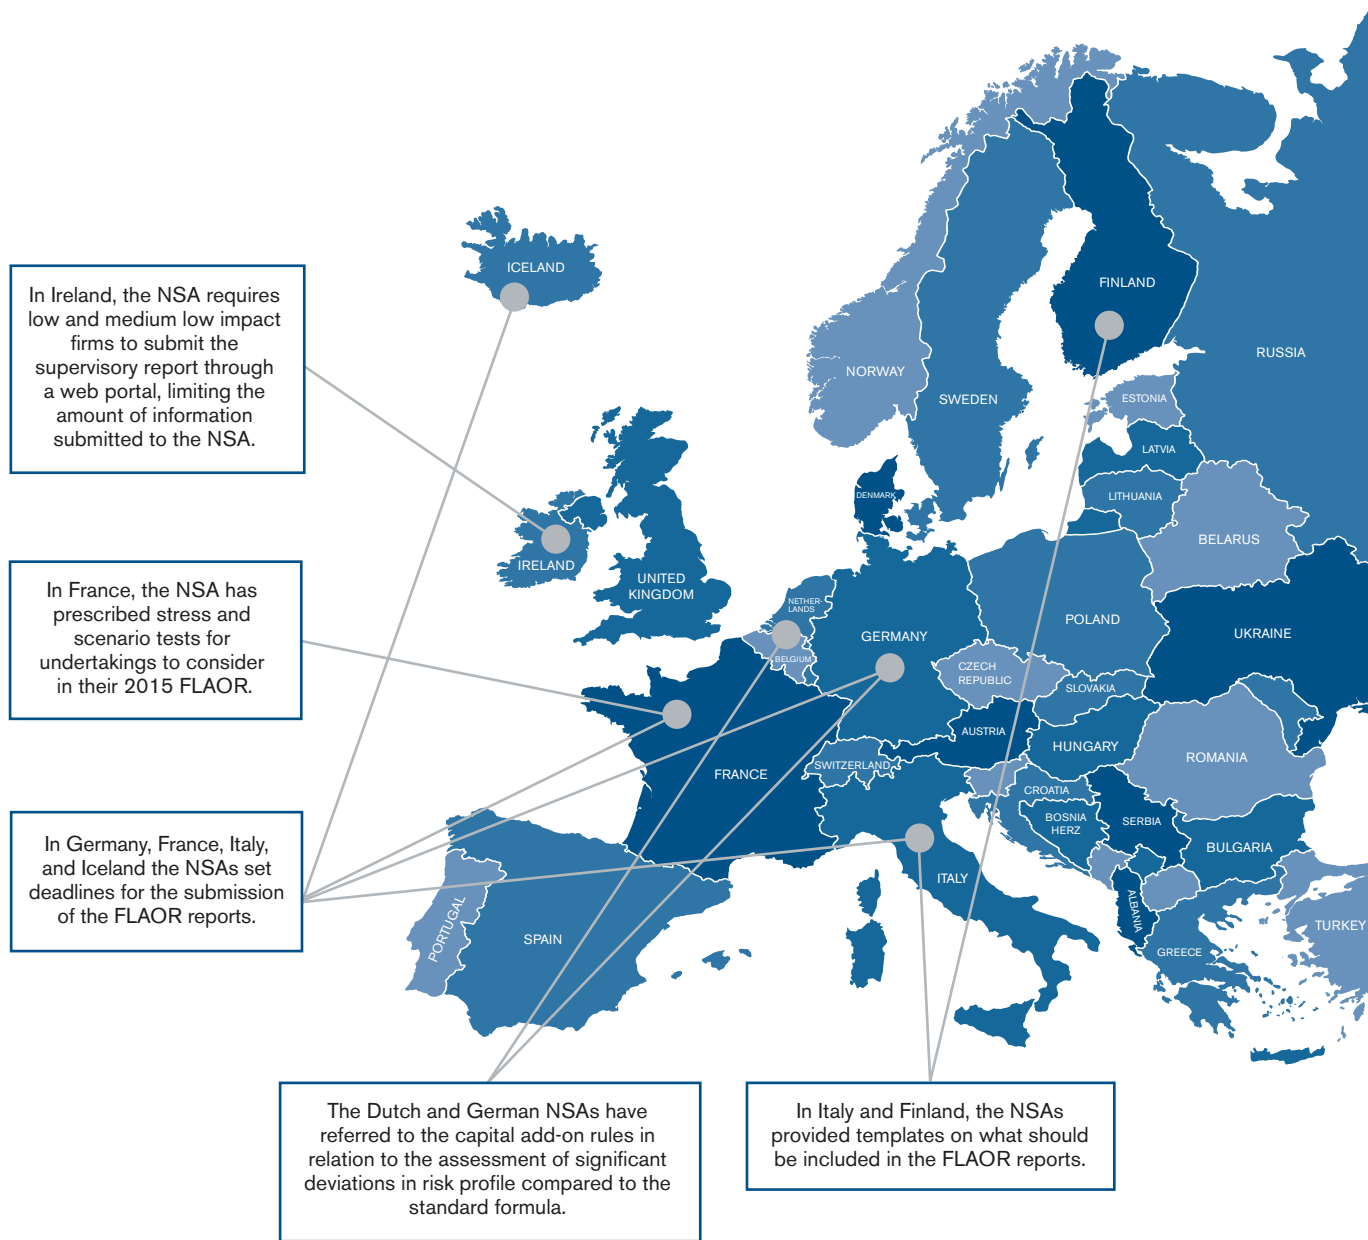 ICELAND
In Ireland, the NSA requires
low and medium low impact
firms to submit the
supervisory report through
a web portal, limiting the
amount of information
submitted to the NSA.
FINLAND
RUSSIA
NORWAY
SWEDEN
ESTONIA
LATVIA
LITHUANIA
DENMARK
BELARUS
IRELAND
UNITED
KINGDOM
NETHER-
LANDS
POLAND
GERMANY
UKRAINE
BELGIUM
CZECH
REPUBLIC
SLOVAKIA
In France, the NSA has
prescribed stress and
scenario tests for
undertakings to consider
in their 2015 FLAOR.
AUSTRIA
HUNGARY
ROMANIA
SWITZERLAND
FRANCE
CROATIA
BOSNIA
HERZ
SERBIA
BULGARIA
In Germany, France, Italy,
and Iceland the NSAs set
deadlines for the submission
of the FLAOR reports.
ITALY
ALBANIA
PORTUGAL
SPAIN
TURKEY
GREECE
The Dutch and German NSAs have
referred to the capital add-on rules in
relation to the assessment of significant
deviations in risk profile compared to the
standard formula.
In Italy and Finland, the NSAs
provided templates on what should
be included in the FLAOR reports.